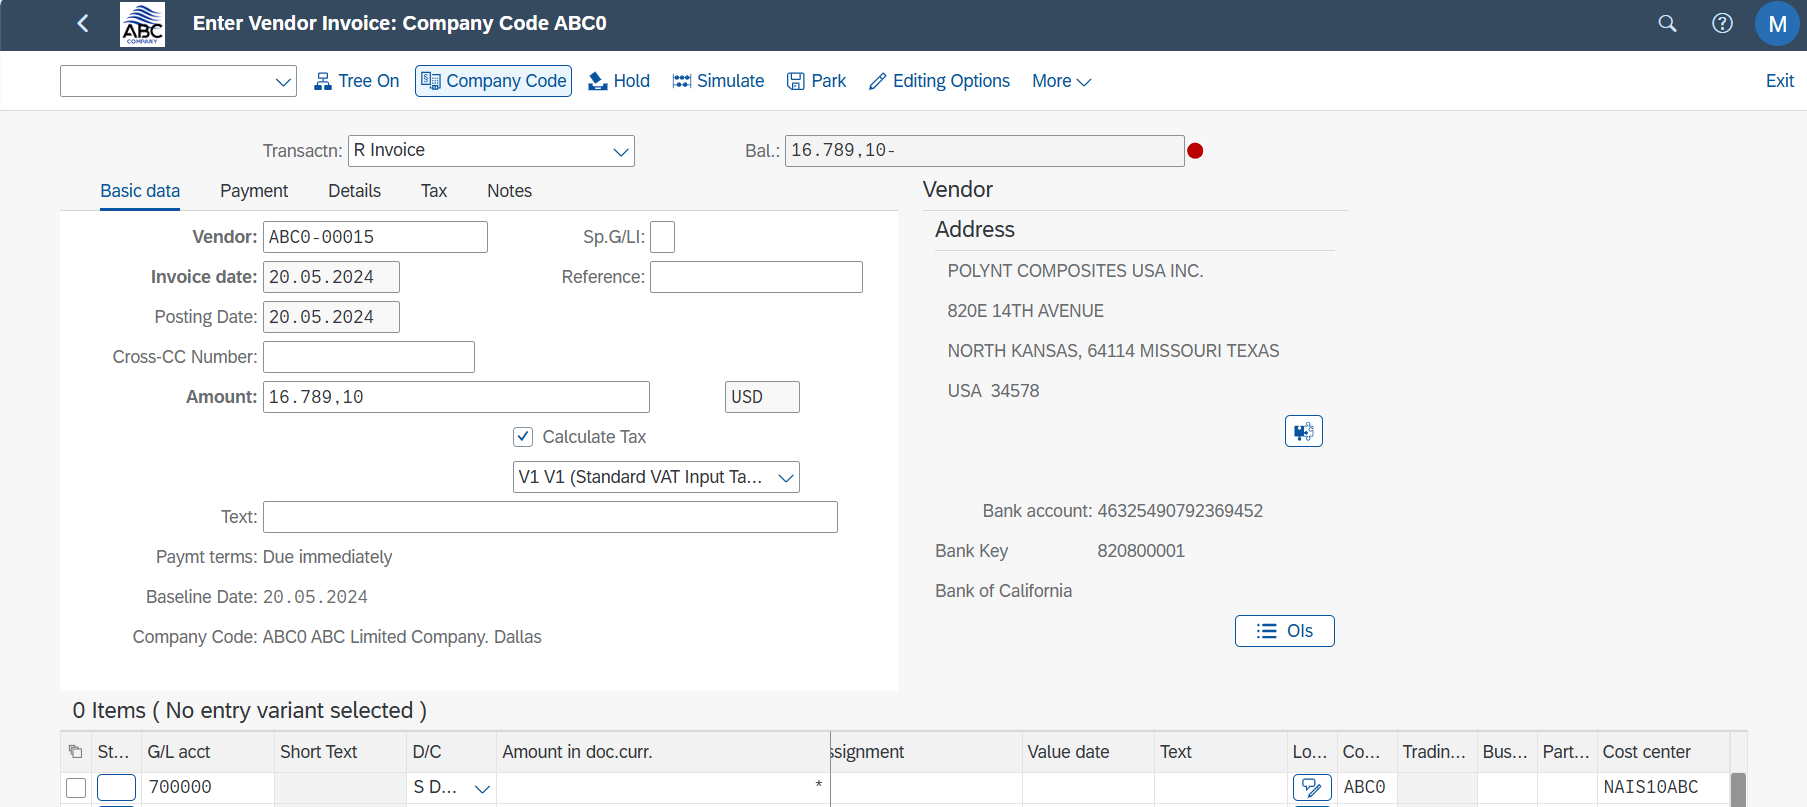 ABC
COMPANY
Enter Vendor Invoice: Company Code ABC0
M
Tree On
Company Code
Hold
Simulate
Park
Editing Options
More
Exit
Transactn: R Invoice
Bal.: 16.789,10-
Basic data
Payment
Details
Tax
Notes
Vendor: ABC0-00015
Sp.G/LI:
Invoice date: 20.05.2024
Reference:
Posting Date: 20.05.2024
Cross-CC Number:
Amount: 16.789,10
USD
Calculate Tax
V1 V1 (Standard VAT Input Ta...
Text:
Paymt terms: Due immediately
Baseline Date: 20.05.2024
Company Code: ABC0 ABC Limited Company. Dallas
Vendor
Address
POLYNT COMPOSITES USA INC.
820E 14TH AVENUE
NORTH KANSAS, 64114 MISSOURI TEXAS
USA 34578
Bank account: 46325490792369452
Bank Key 820800001
Bank of California
OIs
0 Items ( No entry variant selected )
St... G/L acct Short Text D/C Amount in doc.curr. ssignment Value date Text Lo... Co... Tradin... Bus... Part... Cost center
700000 S D... * ABC0 NAIS10ABC